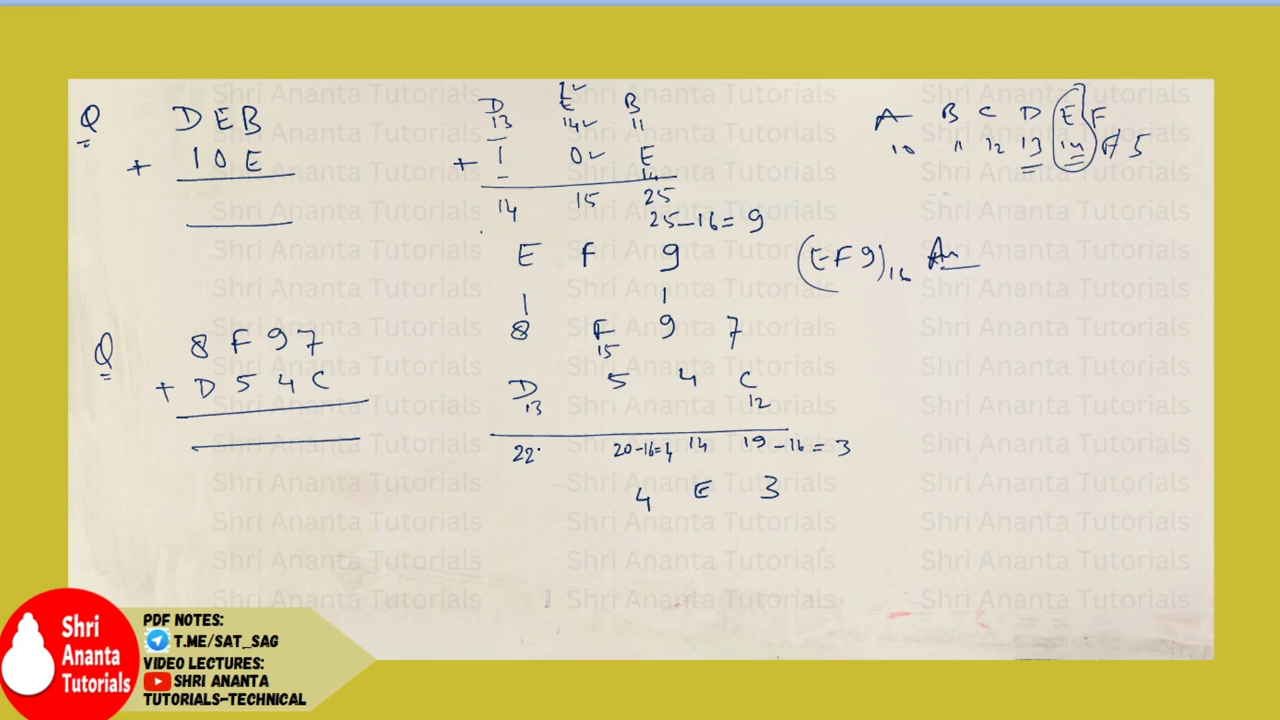 Q DEB
+ 10E
D E B
13 14 11
+ 1 0 E
14
14 15 25
25-16=9
E F 9
A B C D E F
10 11 12 13 14 15
(EF9)16 Ans
Q 8F97
+ D54C
1 1
8 F 9 7
15
D 5 4 C
13 12
22 20-16=4 14 19-16=3
4 E 3
Shri Ananta Tutorials
Shri
Ananta
Tutorials
PDF NOTES:
T.ME/SAT_SAG
VIDEO LECTURES:
SHRI ANANTA
TUTORIALS-TECHNICAL